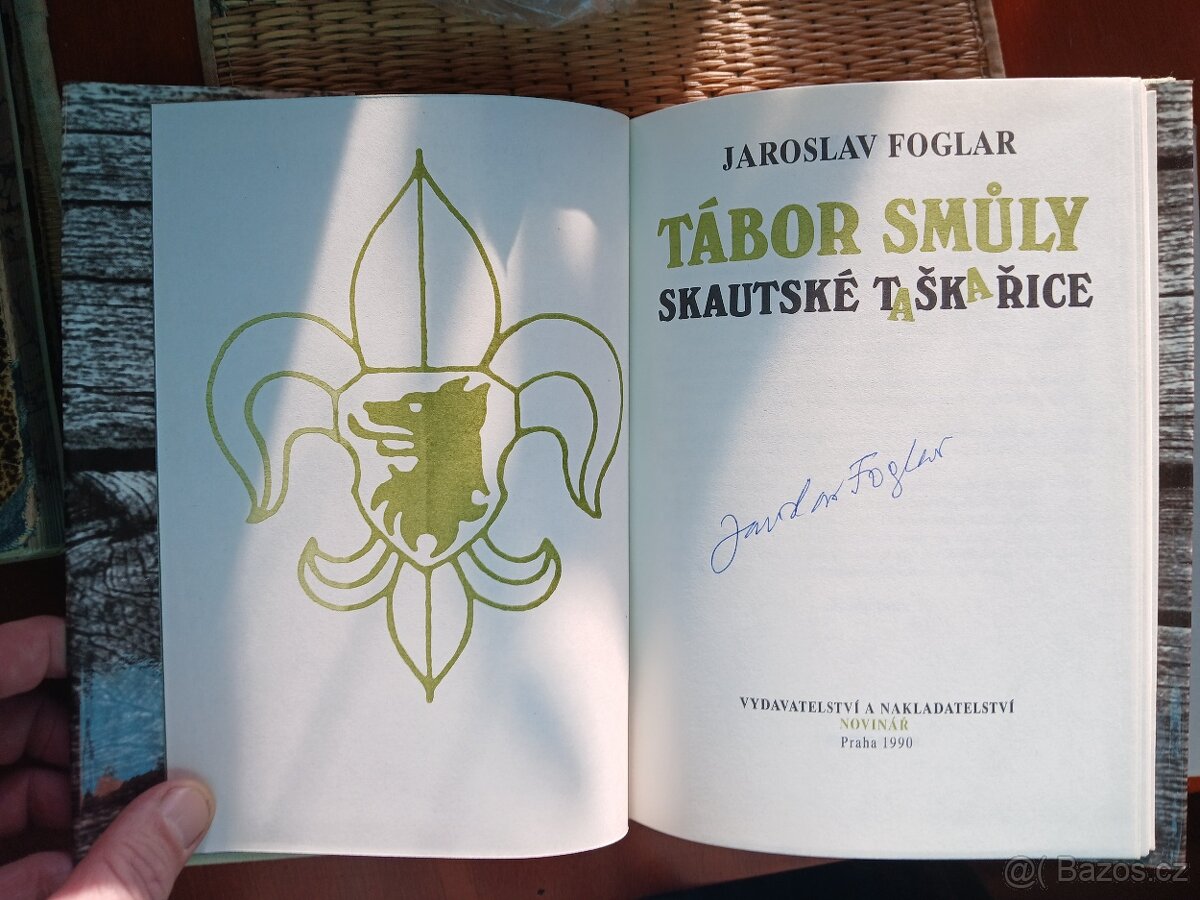 JAROSLAV FOGLAR
TÁBOR SMŮLY
SKAUTSKÉ TAŠKAŘICE
Jaroslav Foglar
VYDAVATELSTVÍ A NAKLADATELSTVÍ
NOVINÁŘ
Praha 1990
@( Bazos.cz